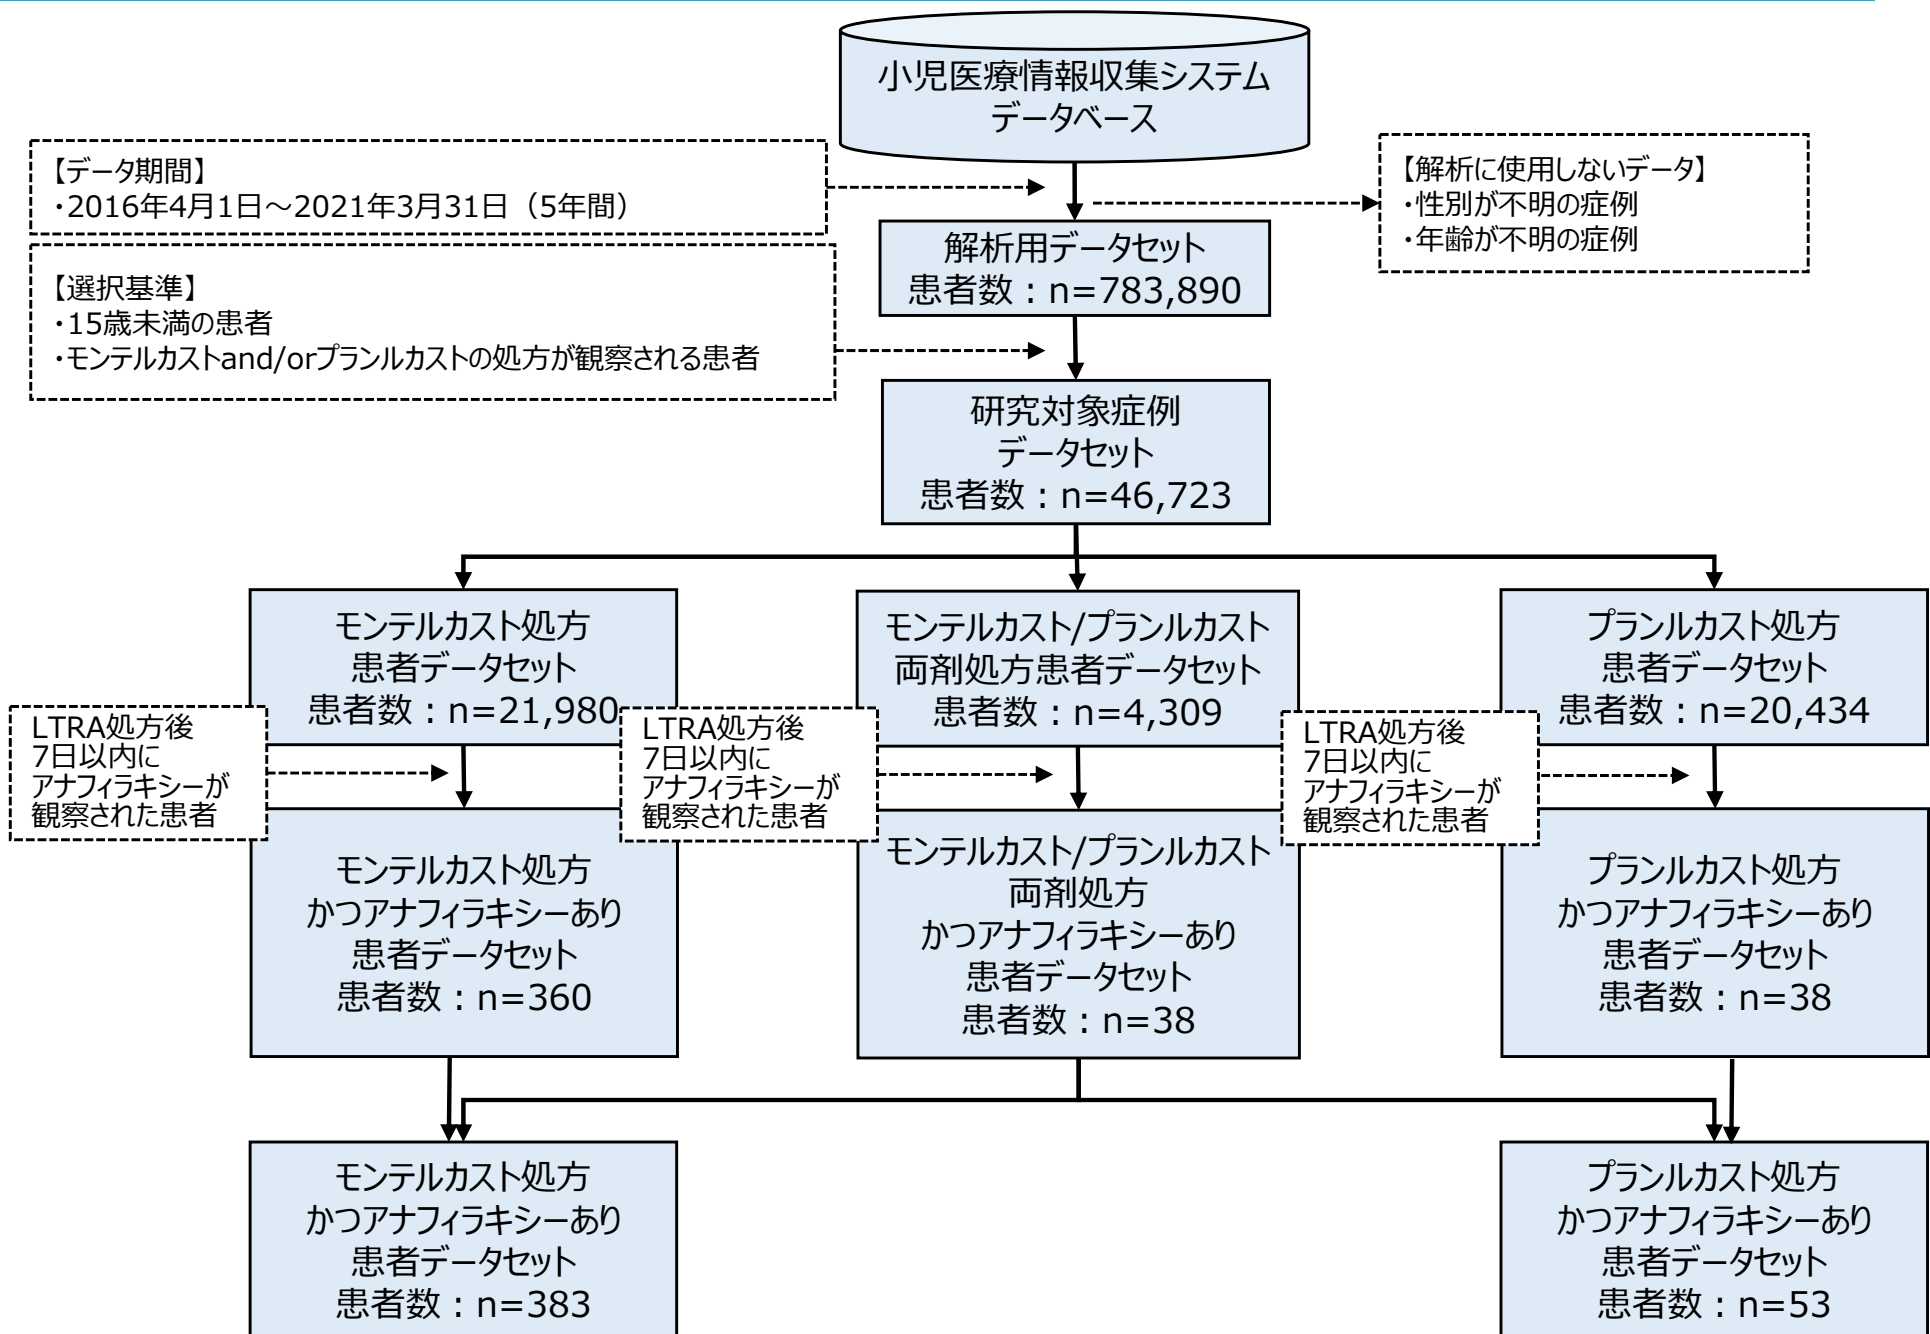 小児医療情報収集システム
データベース
【データ期間】
・2016年4月1日～2021年3月31日（5年間）
【解析に使用しないデータ】
・性別が不明の症例
・年齢が不明の症例
解析用データセット
患者数：n=783,890
【選択基準】
・15歳未満の患者
・モンテルカストand/orプランルカストの処方が観察される患者
研究対象症例
データセット
患者数：n=46,723
モンテルカスト処方
患者データセット
患者数：n=21,980
モンテルカスト/プランルカスト
両剤処方患者データセット
患者数：n=4,309
プランルカスト処方
患者データセット
患者数：n=20,434
LTRA処方後
7日以内に
アナフィラキシーが
観察された患者
LTRA処方後
7日以内に
アナフィラキシーが
観察された患者
LTRA処方後
7日以内に
アナフィラキシーが
観察された患者
モンテルカスト処方
かつアナフィラキシーあり
患者データセット
患者数：n=360
モンテルカスト/プランルカスト
両剤処方
かつアナフィラキシーあり
患者データセット
患者数：n=38
プランルカスト処方
かつアナフィラキシーあり
患者データセット
患者数：n=38
モンテルカスト処方
かつアナフィラキシーあり
患者データセット
患者数：n=383
プランルカスト処方
かつアナフィラキシーあり
患者データセット
患者数：n=53